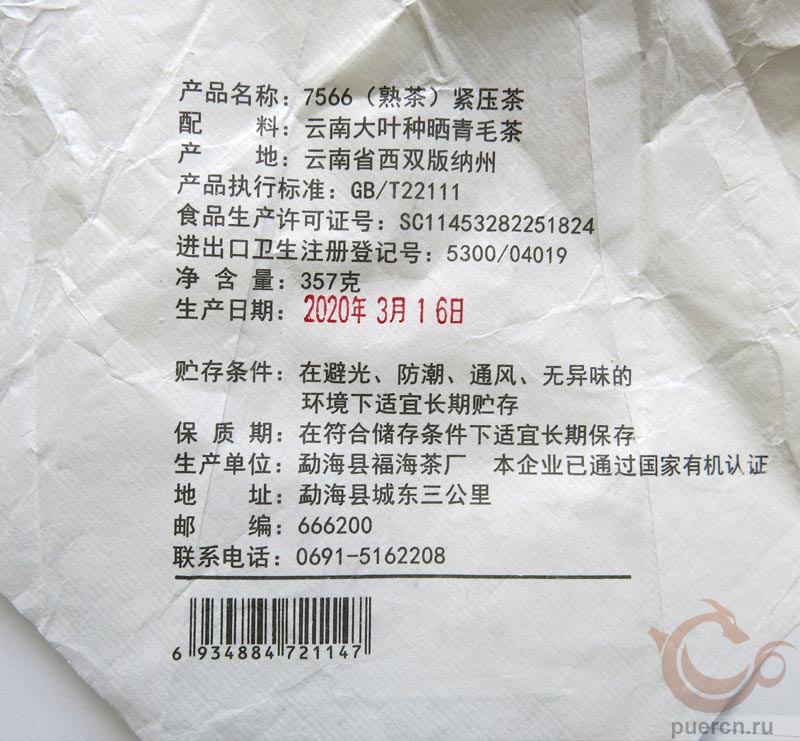 产品名称：7566（熟茶）紧压茶
配 料：云南大叶种晒青毛茶
产 地：云南省西双版纳州
产品执行标准：GB/T22111
食品生产许可证号：SC11453282251824
进出口卫生注册登记号：5300/04019
净 含 量：357克
生产日期：2020年3月16日
贮存条件：在避光、防潮、通风、无异味的
环境下适宜长期贮存
保 质 期：在符合储存条件下适宜长期保存
生产单位：勐海县福海茶厂 本企业已通过国家有机认证
地 址：勐海县城东三公里
邮 编：666200
联系电话：0691-5162208
6 934884 721147
puercn.ru